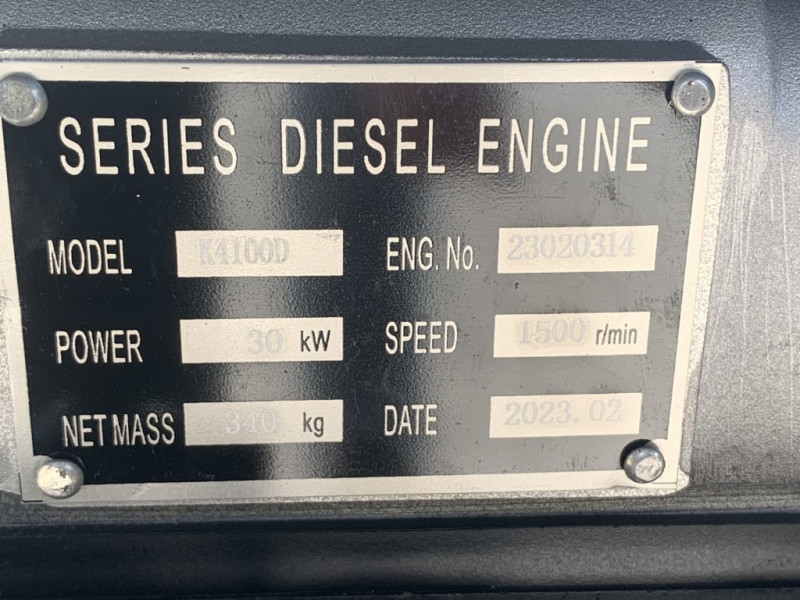 SERIES DIESEL ENGINE
MODEL K4100D ENG. No. 23020314
POWER 30 kW SPEED 1500 r/min
NET MASS 340 kg DATE 2023. 02